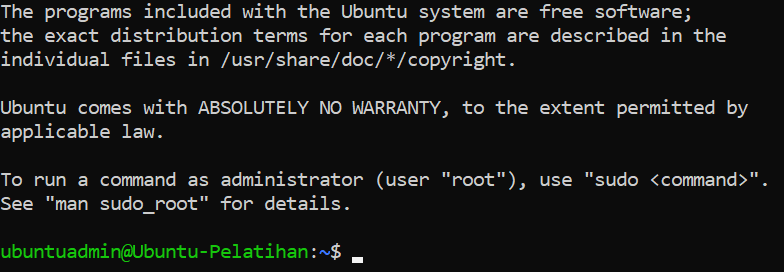 The programs included with the Ubuntu system are free software;
the exact distribution terms for each program are described in the
individual files in /usr/share/doc/*/copyright.
Ubuntu comes with ABSOLUTELY NO WARRANTY, to the extent permitted by
applicable law.
To run a command as administrator (user "root"), use "sudo <command>".
See "man sudo_root" for details.
ubuntuadmin@Ubuntu-Pelatihan:~$